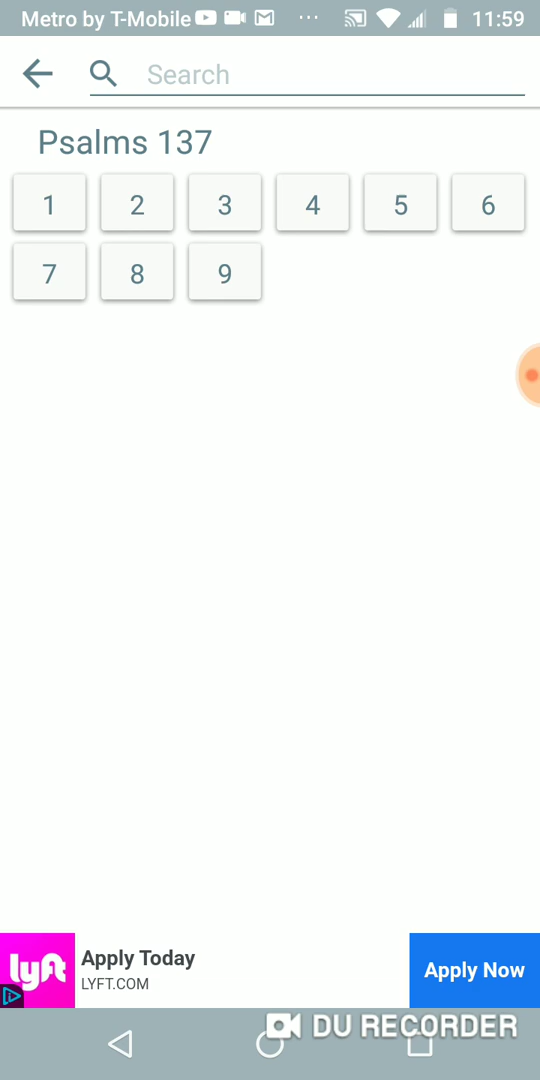 Metro by T-Mobile ... 11:59
Search
Psalms 137
1 2 3 4 5 6
7 8 9
lyft Apply Today Apply Now
LYFT.COM
DU RECORDER